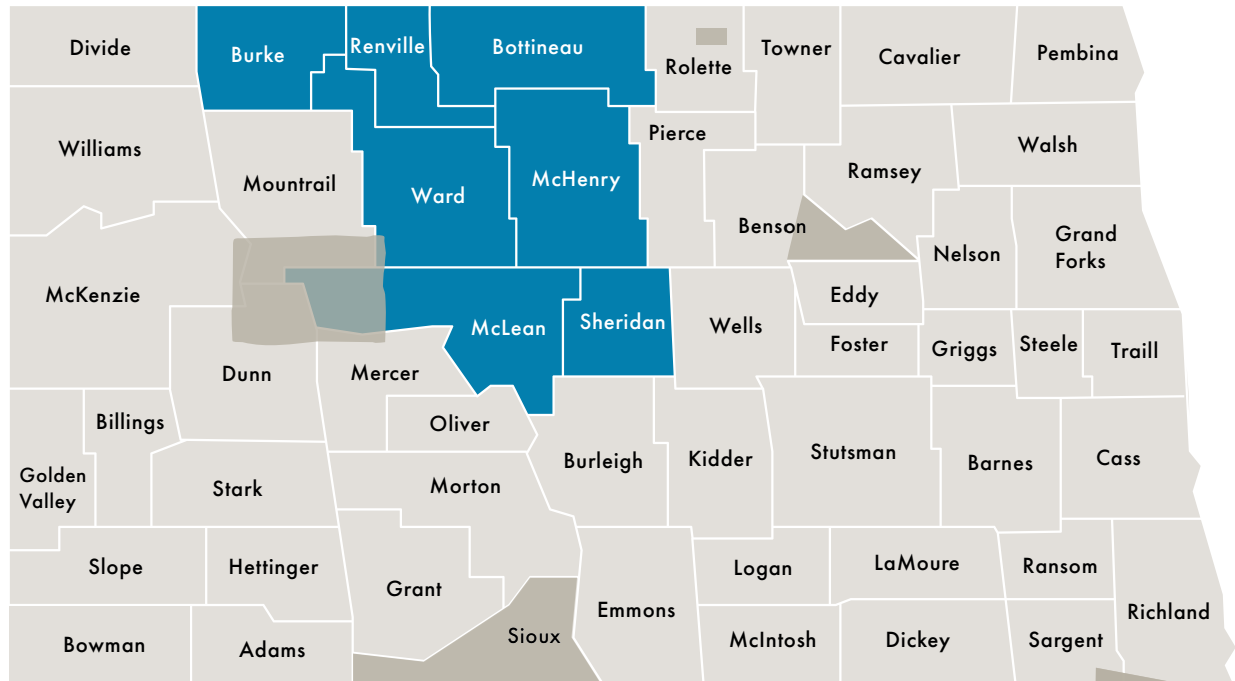 Divide
Burke
Renville
Bottineau
Rolette
Towner
Cavalier
Pembina
Williams
Mountrail
Ward
McHenry
Pierce
Benson
Ramsey
Walsh
Nelson
Grand
Forks
McKenzie
McLean
Sheridan
Wells
Eddy
Foster
Griggs
Steele
Traill
Dunn
Mercer
Oliver
Billings
Golden
Valley
Stark
Morton
Burleigh
Kidder
Stutsman
Barnes
Cass
Slope
Hettinger
Grant
Sioux
Emmons
Logan
LaMoure
Ransom
Richland
Bowman
Adams
McIntosh
Dickey
Sargent